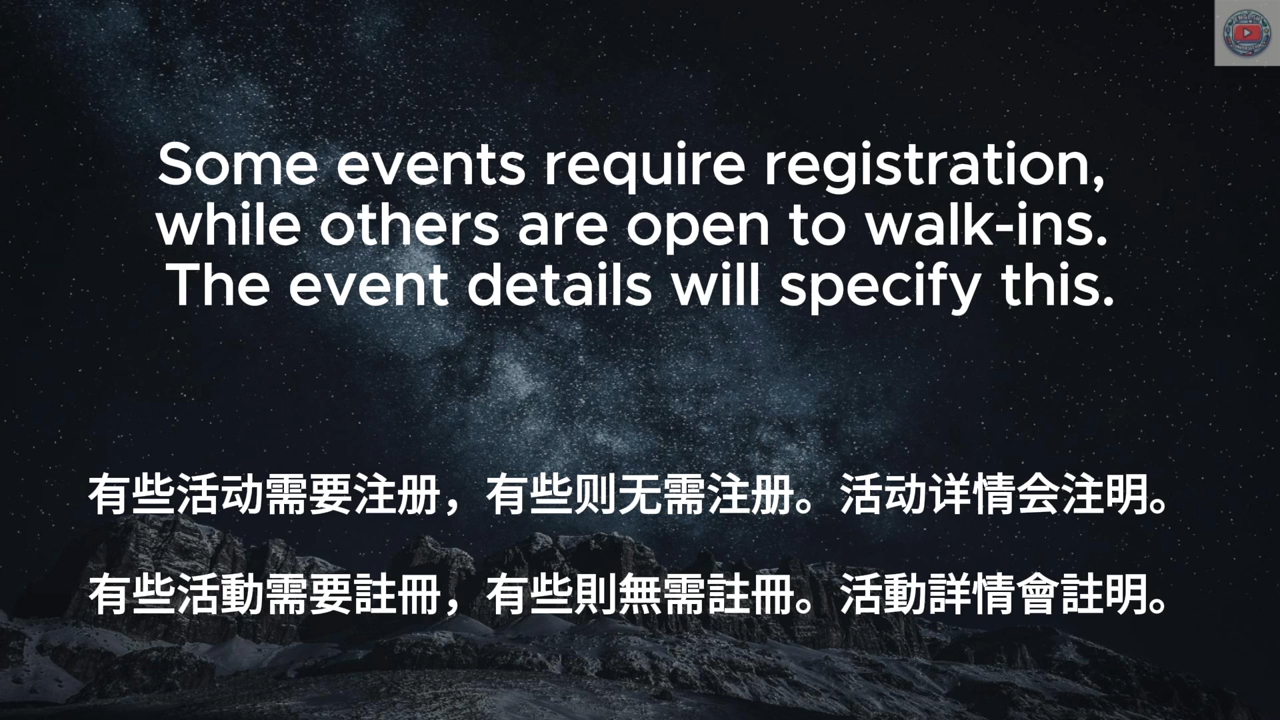 Some events require registration,
while others are open to walk-ins.
The event details will specify this.
有些活动需要注册，有些则无需注册。活动详情会注明。
有些活動需要註冊，有些則無需註冊。活動詳情會註明。